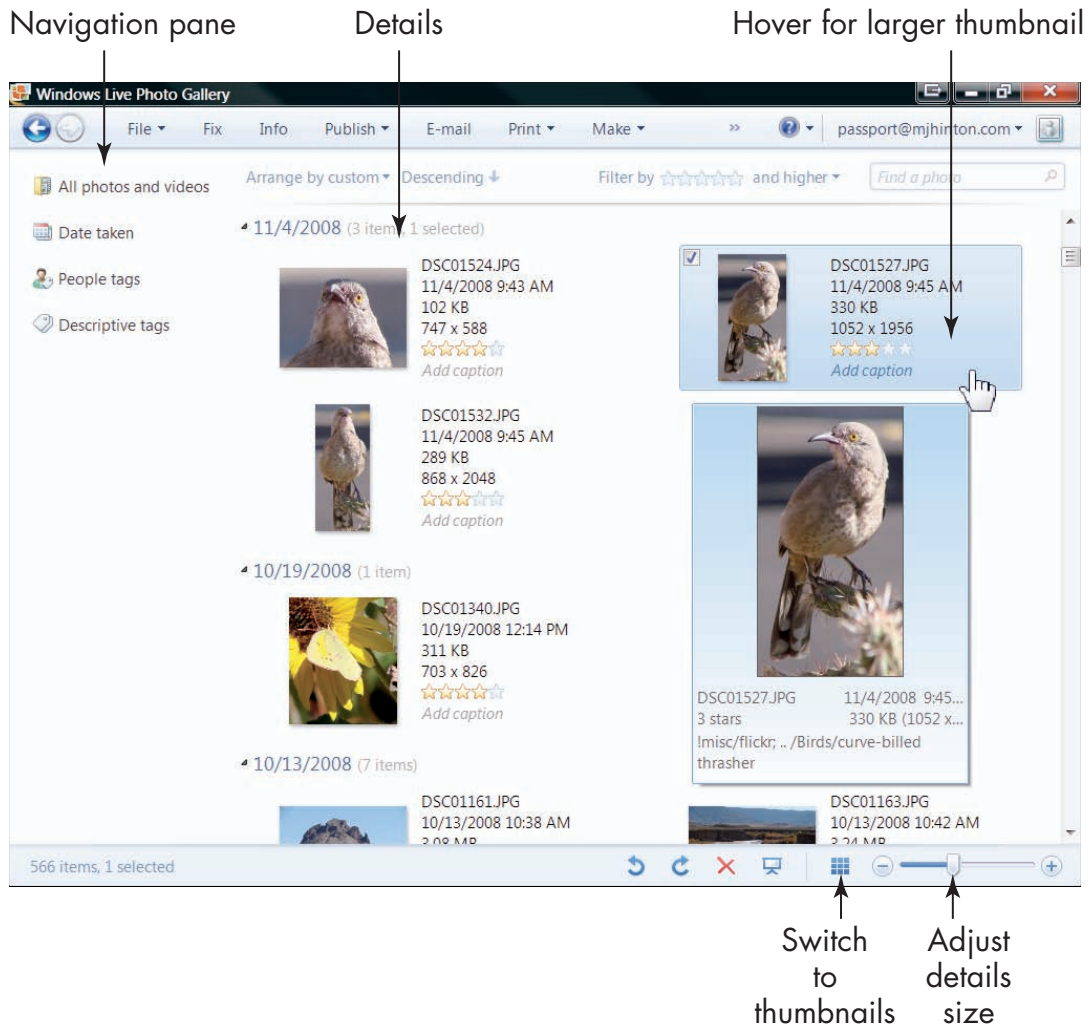 Navigation pane
Details
Hover for larger thumbnail
Windows Live Photo Gallery
File Fix Info Publish E-mail Print Make » passport@mjhinton.com
All photos and videos
Date taken
People tags
Descriptive tags
Arrange by custom Descending Filter by and higher Find a photo
11/4/2008 (3 items, 1 selected)
DSC01524.JPG
11/4/2008 9:43 AM
102 KB
747 x 588
Add caption
DSC01527.JPG
11/4/2008 9:45 AM
330 KB
1052 x 1956
Add caption
DSC01532.JPG
11/4/2008 9:45 AM
289 KB
868 x 2048
Add caption
DSC01527.JPG 11/4/2008 9:45...
3 stars 330 KB (1052 x...
!misc/flickr; .. /Birds/curve-billed
thrasher
10/19/2008 (1 item)
DSC01340.JPG
10/19/2008 12:14 PM
311 KB
703 x 826
Add caption
10/13/2008 (7 items)
DSC01161.JPG
10/13/2008 10:38 AM
3.08 MB
DSC01163.JPG
10/13/2008 10:42 AM
3.24 MB
566 items, 1 selected
Switch
to
thumbnails
Adjust
details
size